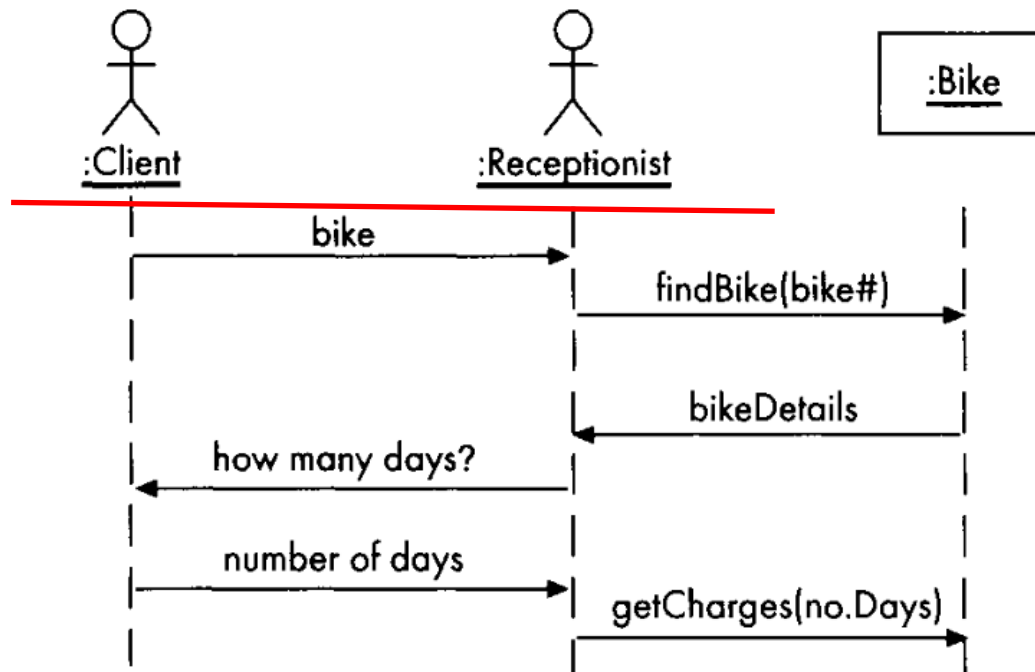 :Client
:Receptionist
:Bike
bike
findBike(bike#)
bikeDetails
how many days?
number of days
getCharges(no.Days)